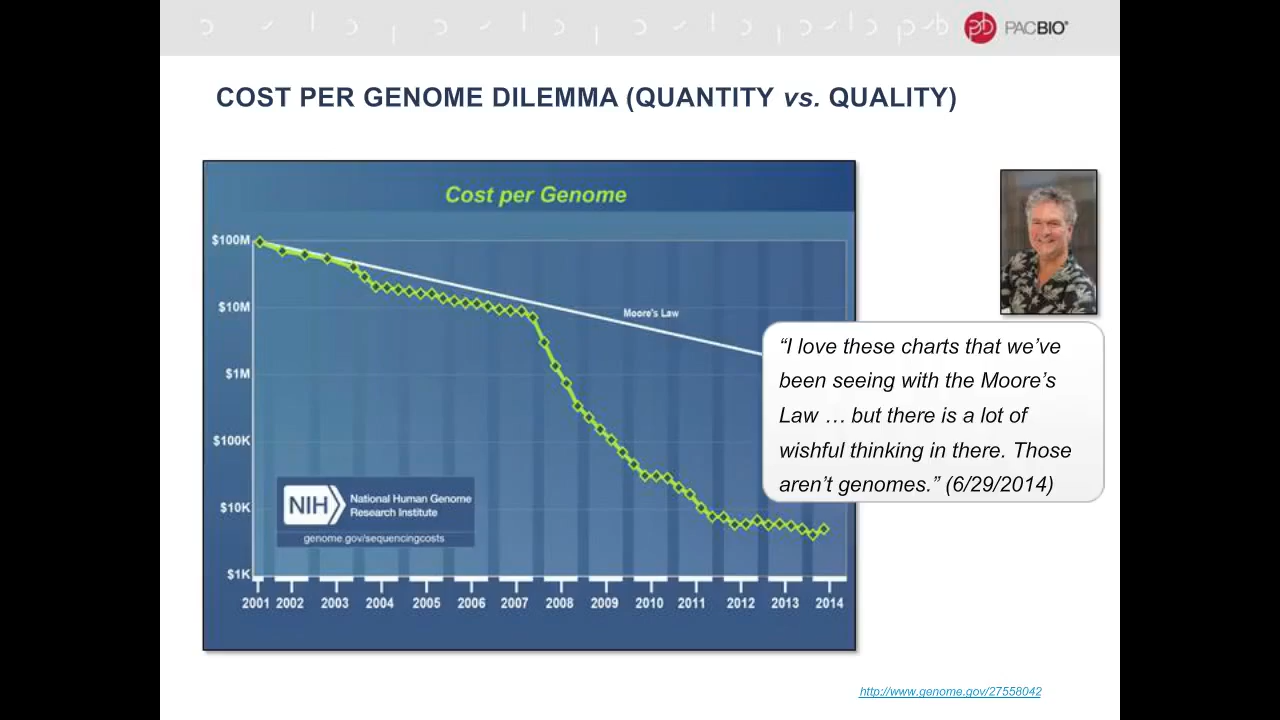 PACBIO®
COST PER GENOME DILEMMA (QUANTITY vs. QUALITY)
Cost per Genome
$100M
$10M
$1M
$100K
$10K
$1K
Moore's Law
NIH
National Human Genome
Research Institute
genome.gov/sequencingcosts
2001 2002 2003 2004 2005 2006 2007 2008 2009 2010 2011 2012 2013 2014
“I love these charts that we’ve
been seeing with the Moore’s
Law … but there is a lot of
wishful thinking in there. Those
aren’t genomes.” (6/29/2014)
http://www.genome.gov/27558042